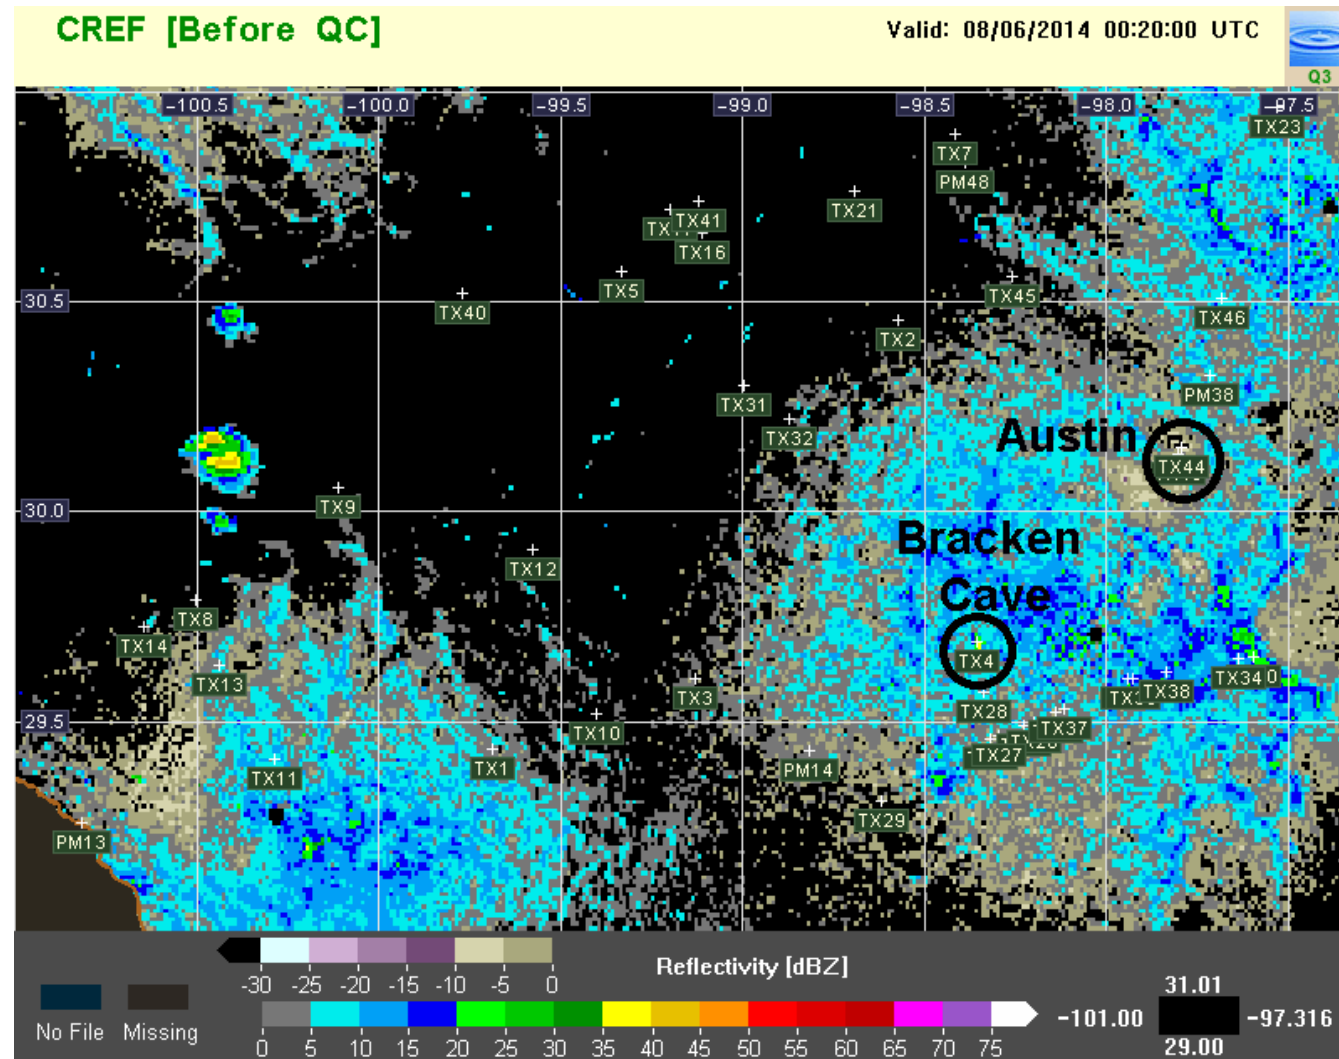 CREF [Before QC]
Valid: 08/06/2014 00:20:00 UTC
Q3
-100.5 -100.0 -99.5 -99.0 -98.5 -98.0 -97.5
TX23
TX7
PM48
TX41
TX21
TX16
TX5
TX45
30.5
TX40
TX46
TX2
PM38
TX31
Austin
TX32
TX44
TX9
30.0
Bracken
TX12
Cave
TX8
TX14
TX4
TX13
TX3
TX34
TX38
TX28
29.5
TX10
TX37
TX27
TX1
PM14
TX11
TX29
PM13
-30 -25 -20 -15 -10 -5 0
Reflectivity [dBZ]
31.01
-101.00 -97.316
29.00
No File Missing
0 5 10 15 20 25 30 35 40 45 50 55 60 65 70 75